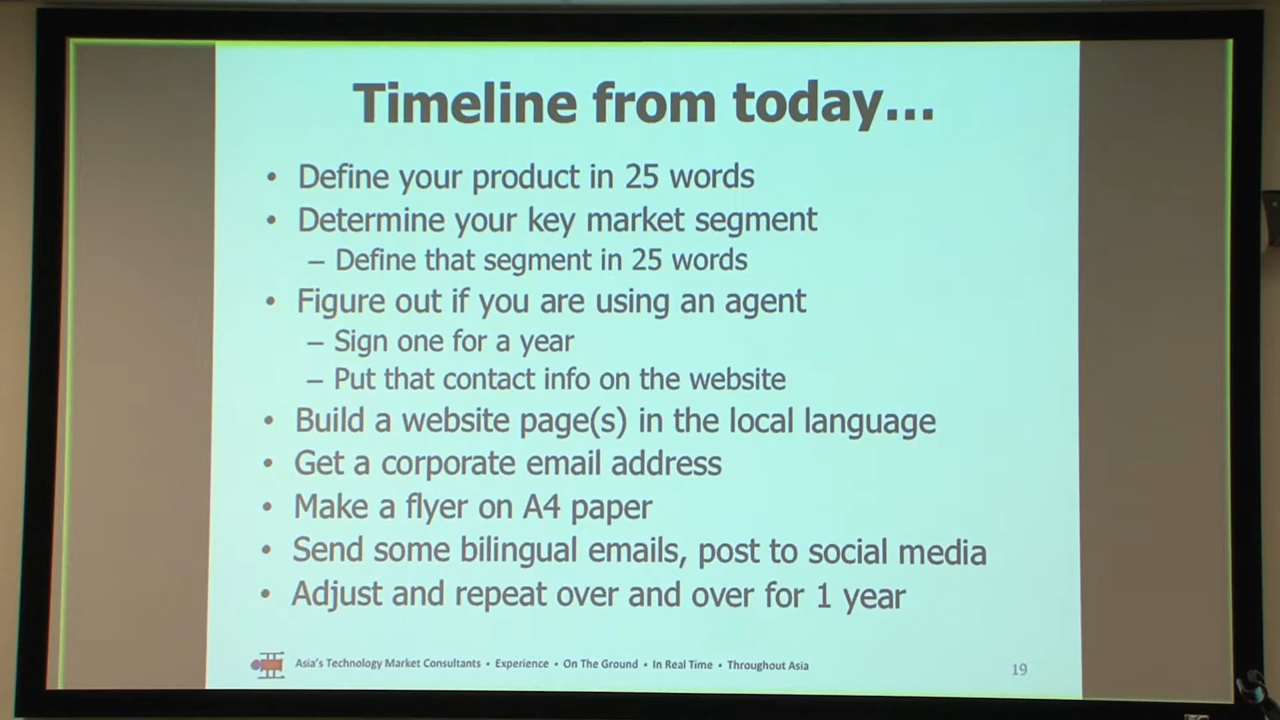 Timeline from today...
• Define your product in 25 words
• Determine your key market segment
– Define that segment in 25 words
• Figure out if you are using an agent
– Sign one for a year
– Put that contact info on the website
• Build a website page(s) in the local language
• Get a corporate email address
• Make a flyer on A4 paper
• Send some bilingual emails, post to social media
• Adjust and repeat over and over for 1 year
Asia's Technology Market Consultants • Experience • On The Ground • In Real Time • Throughout Asia
19